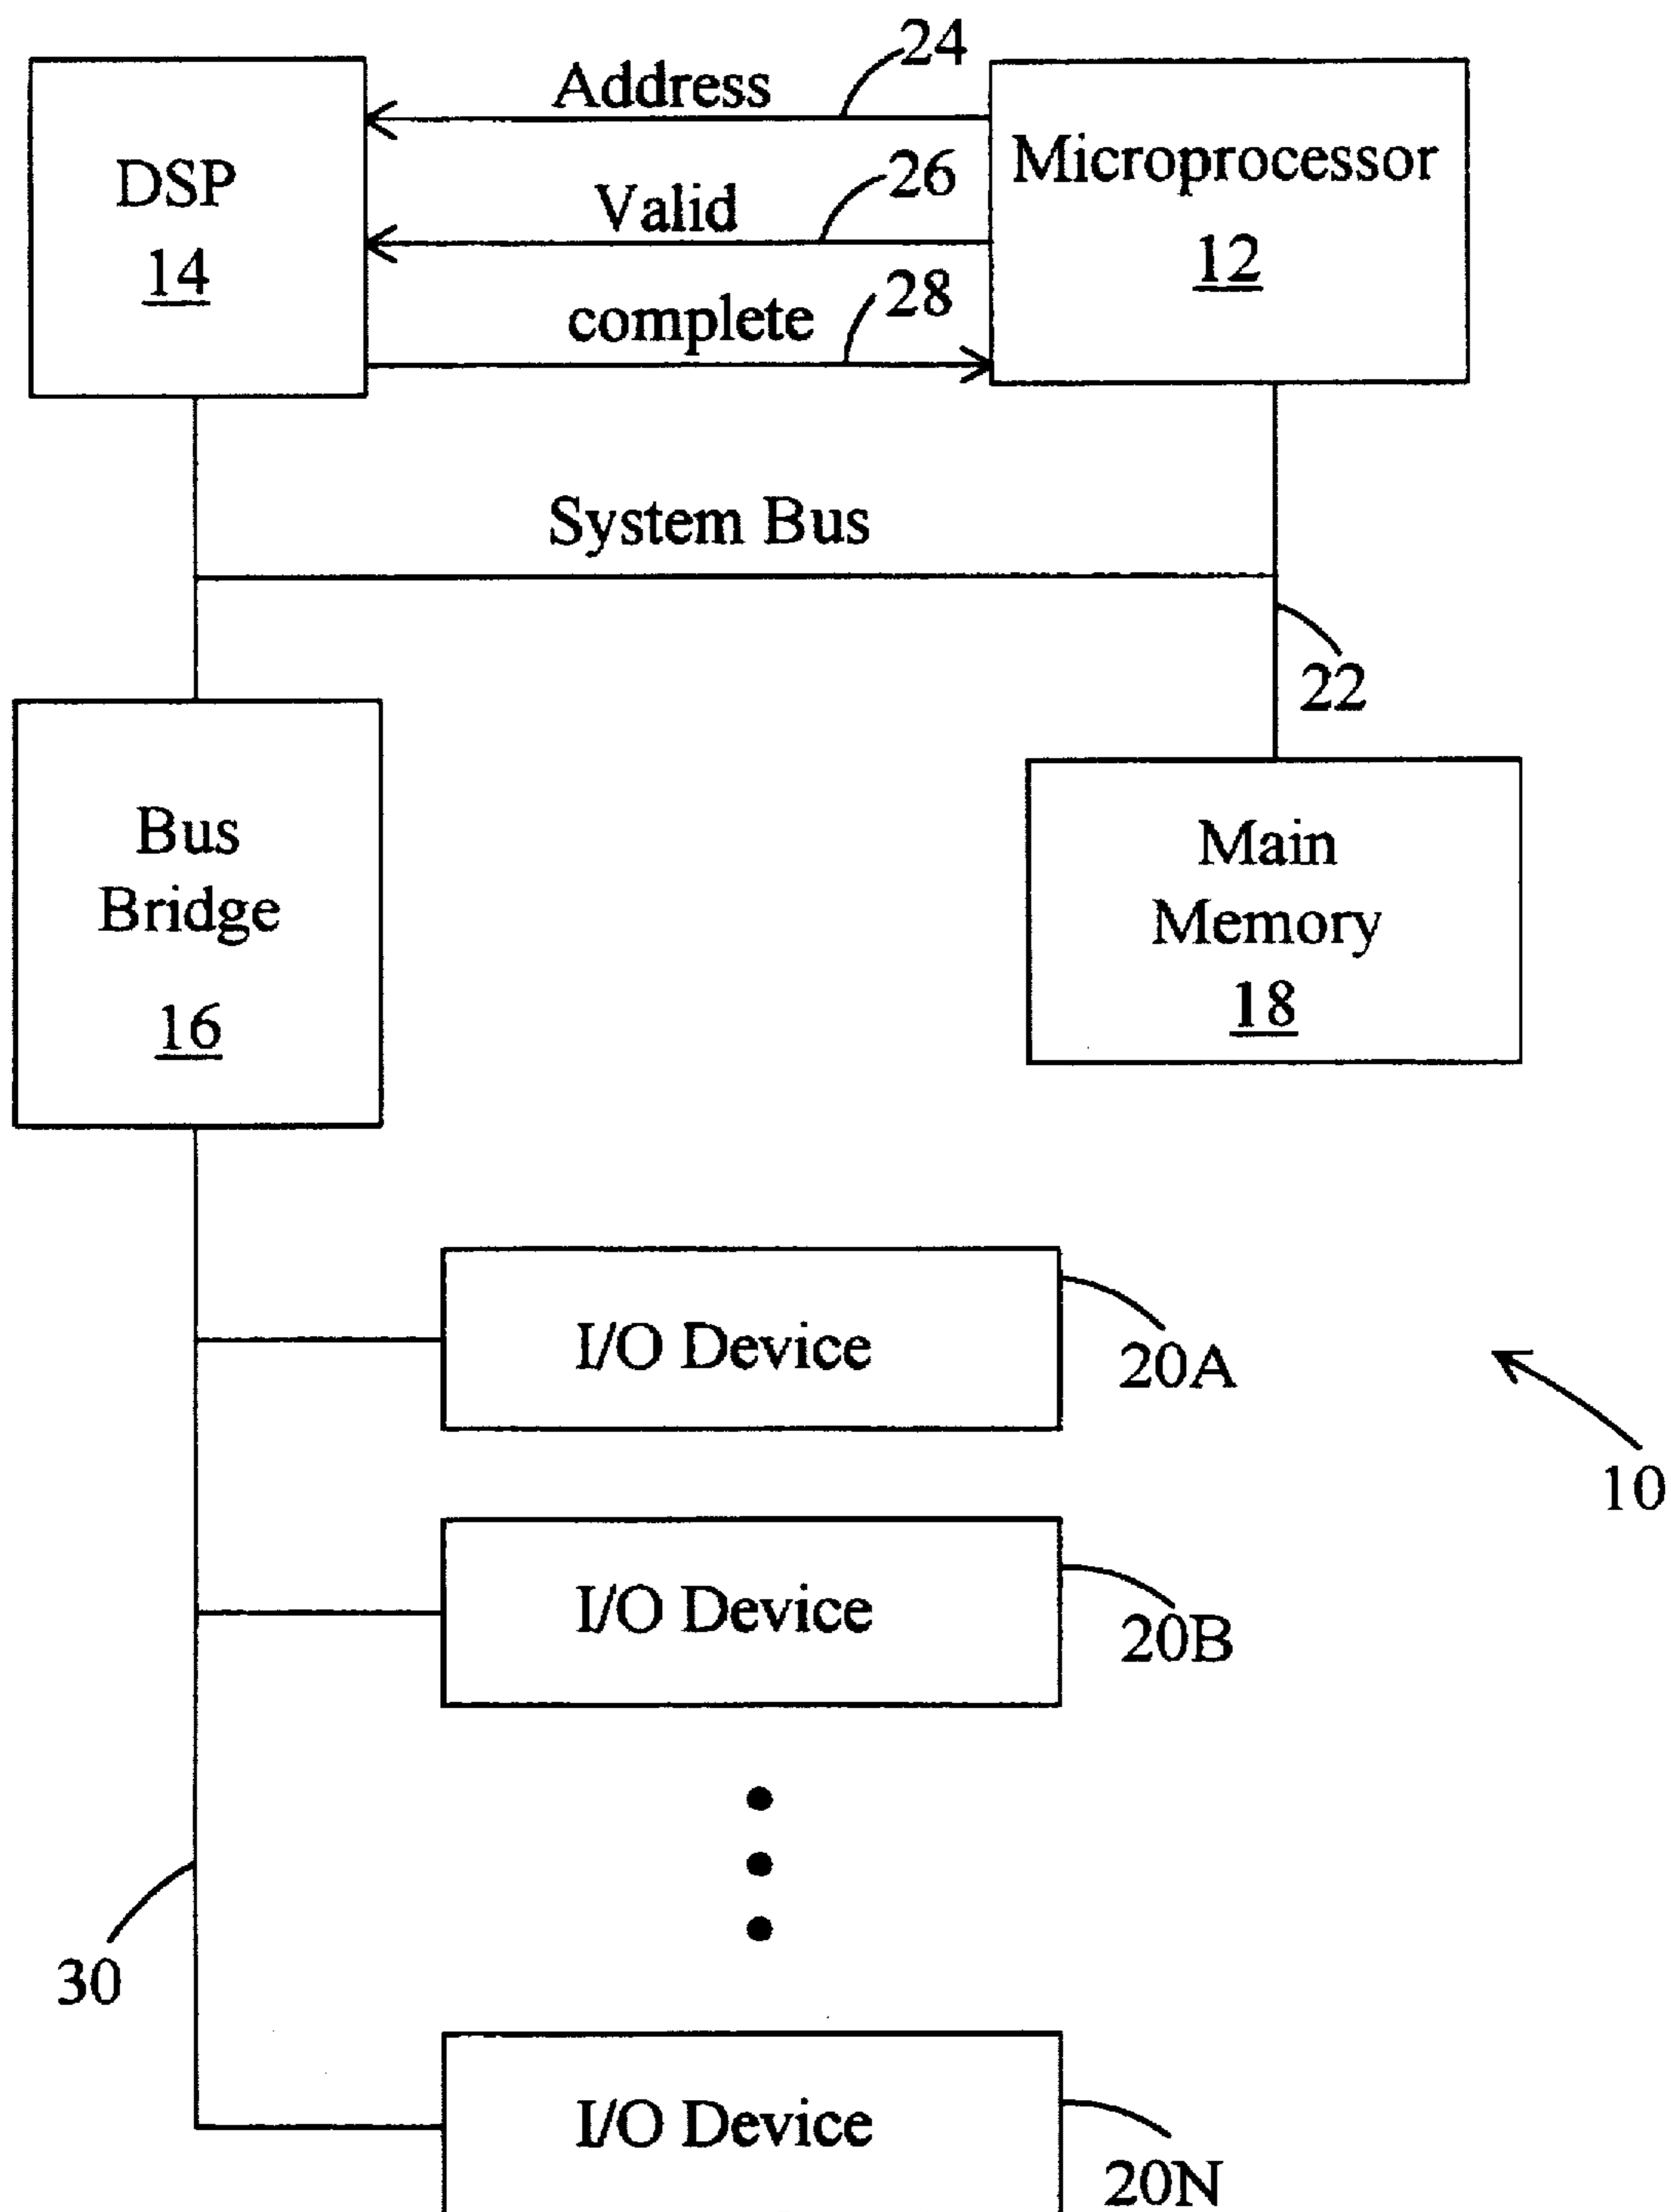 24
Address
Microprocessor
12
DSP
14
Valid
26
complete
28
System Bus
22
Bus
Bridge
16
Main
Memory
18
I/O Device
20A
10
I/O Device
20B
30
I/O Device
20N